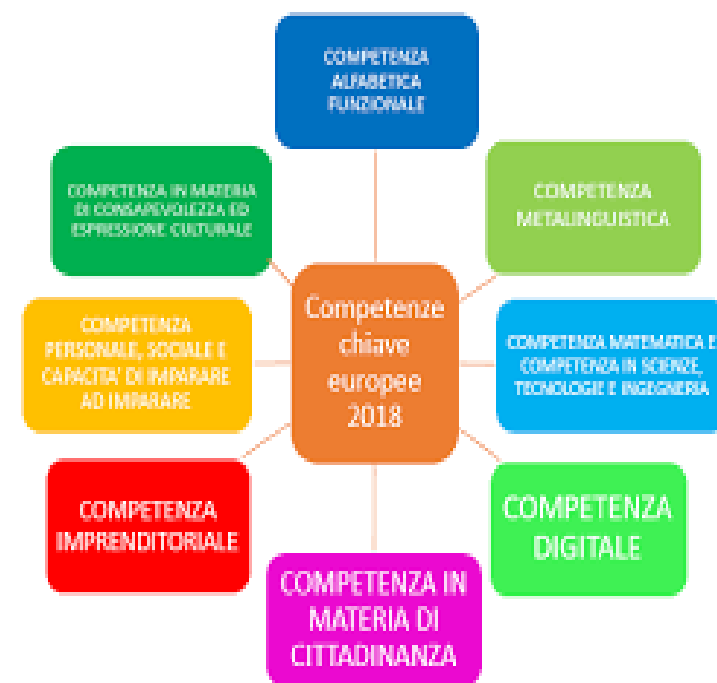 COMPETENZA
ALFABETICA
FUNZIONALE
COMPETENZA
METALINGUISTICA
COMPETENZA MATEMATICA E
COMPETENZA IN SCIENZE,
TECNOLOGIE E INGEGNERIA
COMPETENZA
DIGITALE
COMPETENZA IN
MATERIA DI
CITTADINANZA
COMPETENZA
IMPRENDITORIALE
COMPETENZA
PERSONALE, SOCIALE E
CAPACITA' DI IMPARARE
AD IMPARARE
COMPETENZA IN MATERIA
DI CONSAPEVOLEZZA ED
ESPRESSIONE CULTURALE
Competenze
chiave
europee
2018